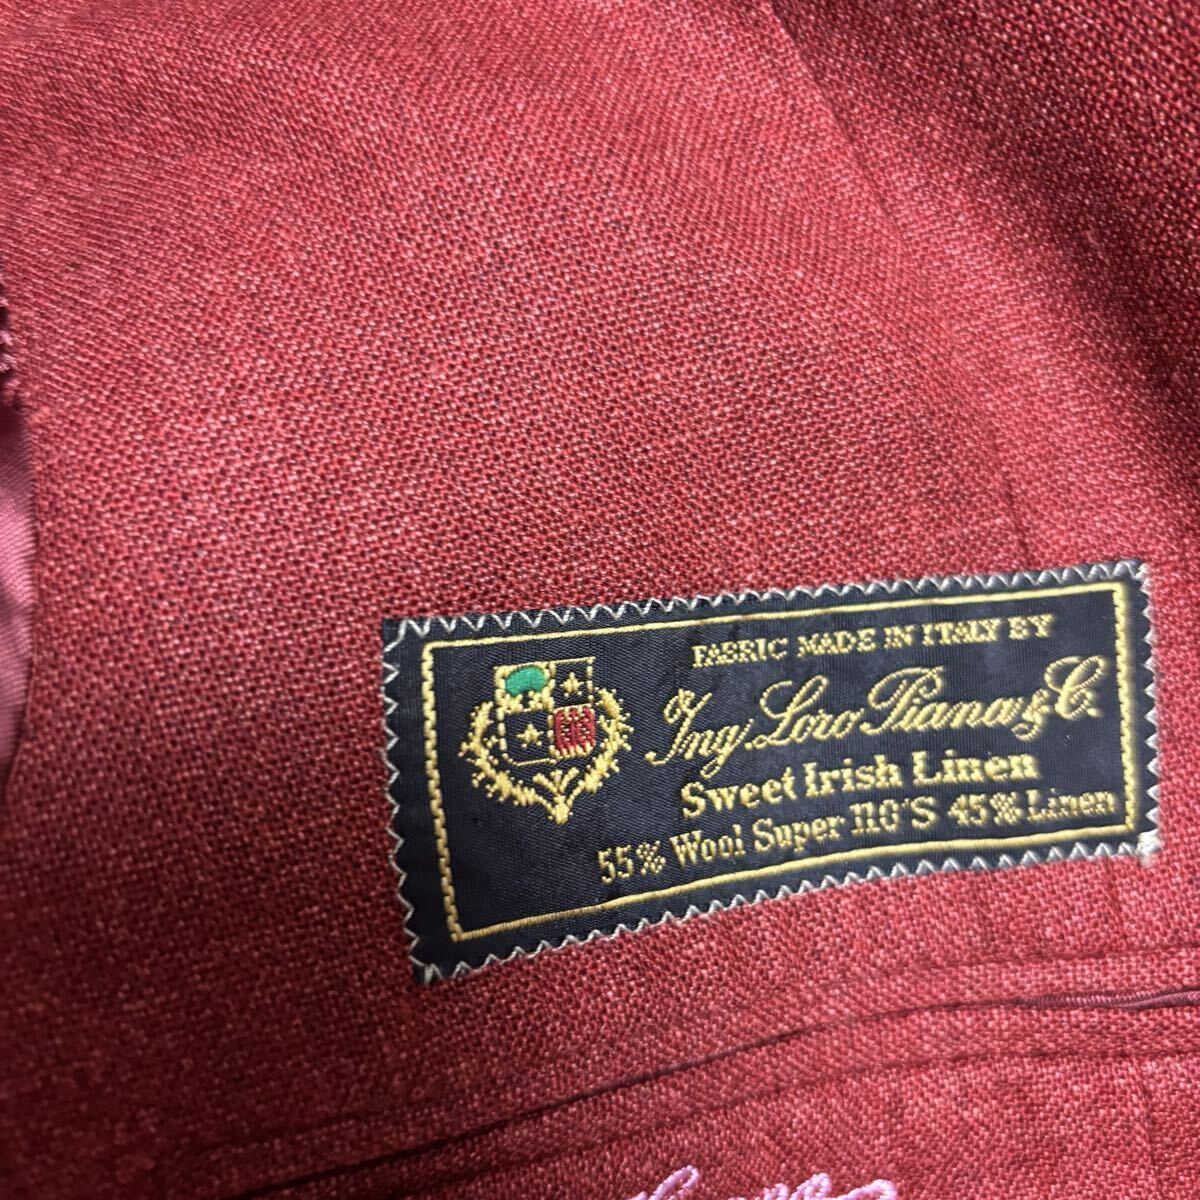 FABRIC MADE IN ITALY BY
Ing. Loro Piana & C.
Sweet Irish Linen
55% Wool Super 110'S 45% Linen